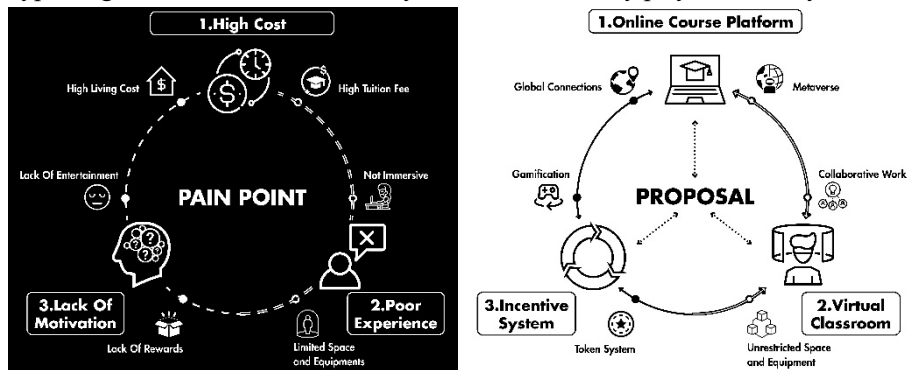 1.High Cost
High Living Cost
High Tuition Fee
Lack Of Entertainment
Not Immersive
PAIN POINT
3.Lack Of
Motivation
2.Poor
Experience
Lack Of Rewards
Limited Space
and Equipments
1.Online Course Platform
Global Connections
Metaverse
Gamification
Collaborative Work
PROPOSAL
3.Incentive
System
2.Virtual
Classroom
Token System
Unrestricted Space
and Equipment